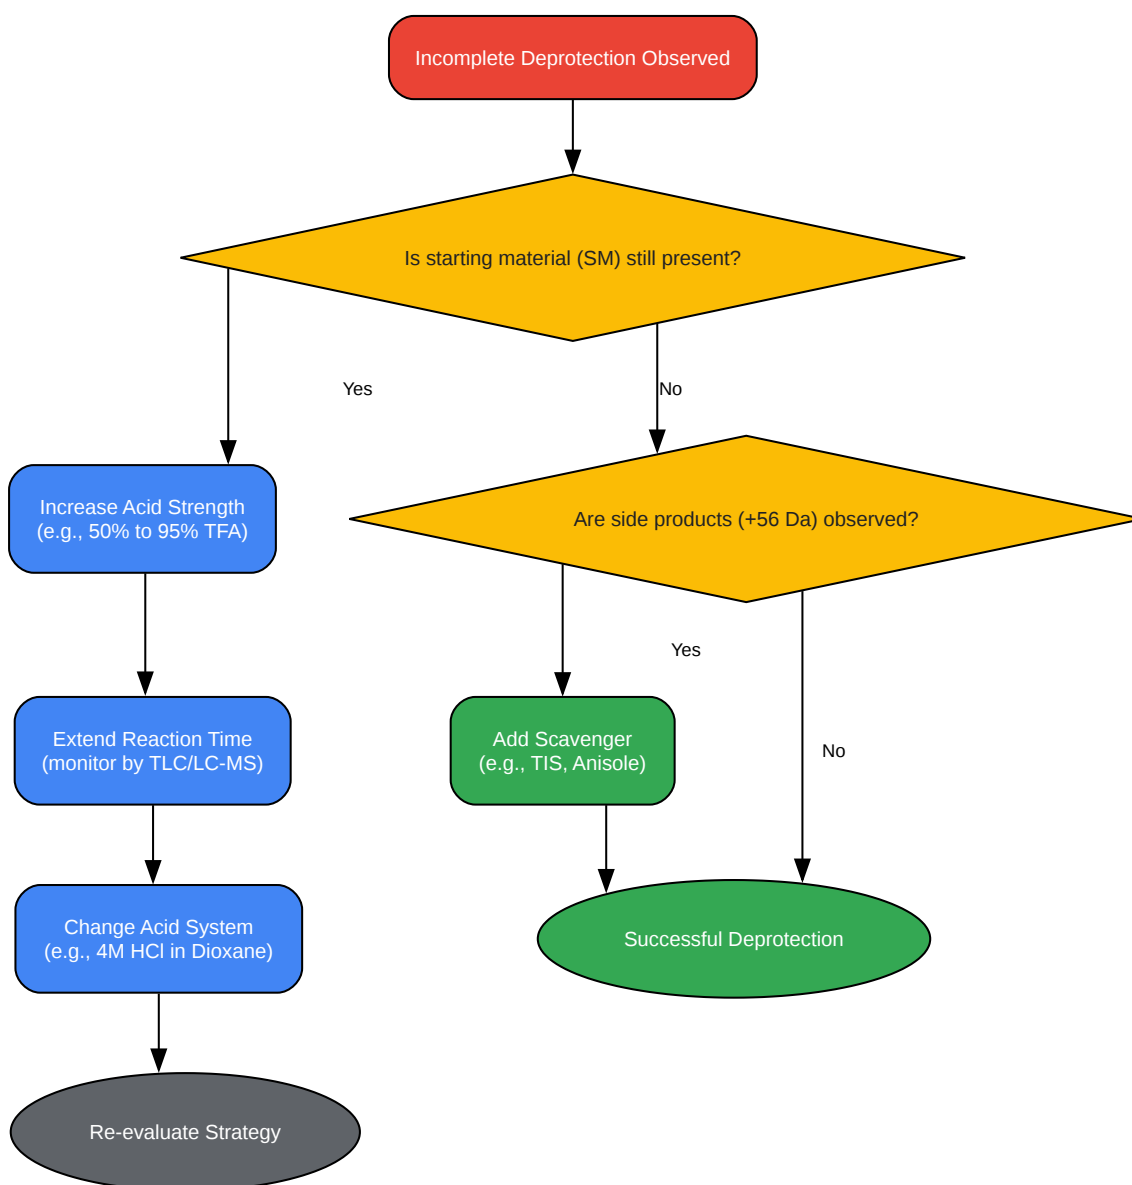 Incomplete Deprotection Observed
Is starting material (SM) still present?
Yes
No
Increase Acid Strength
(e.g., 50% to 95% TFA)
Are side products (+56 Da) observed?
Yes
No
Extend Reaction Time
(monitor by TLC/LC-MS)
Add Scavenger
(e.g., TIS, Anisole)
Change Acid System
(e.g., 4M HCl in Dioxane)
Successful Deprotection
Re-evaluate Strategy